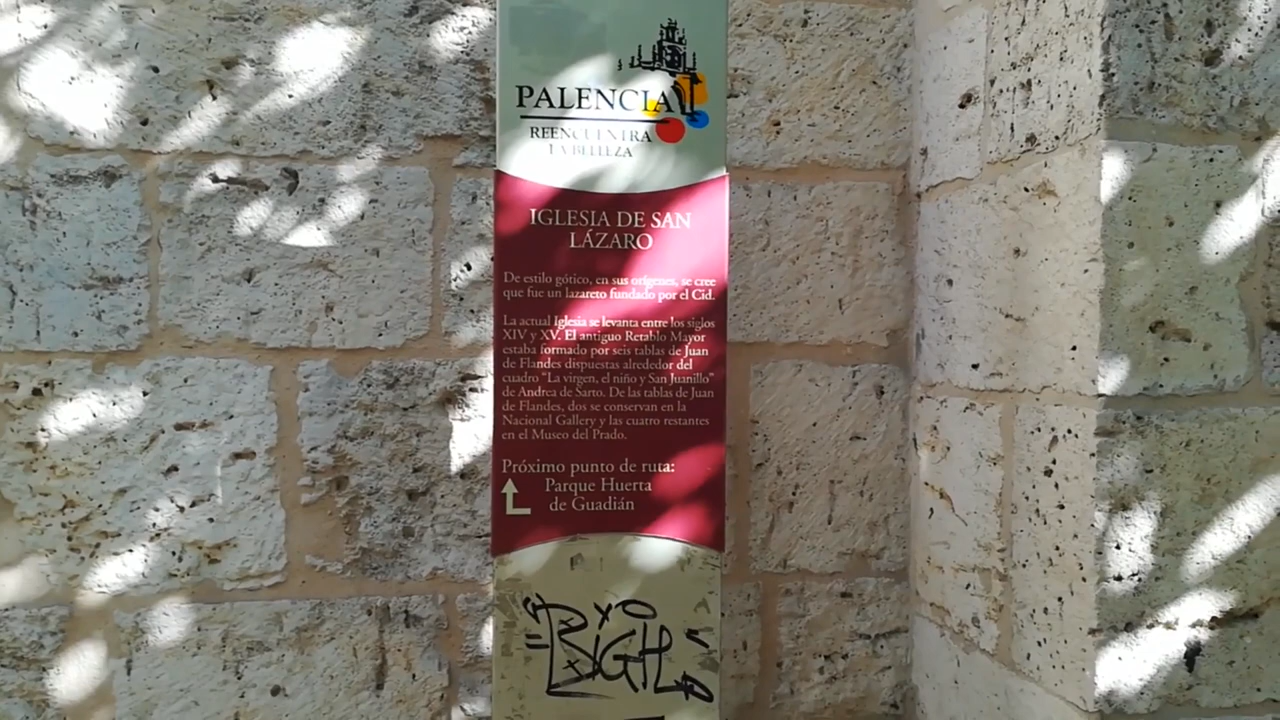 PALENCIA
REENCUENTRA
LA BELLEZA
IGLESIA DE SAN
LÁZARO
De estilo gótico, en sus orígenes, se cree
que fue un lazareto fundado por el Cid.
La actual Iglesia se levanta entre los siglos
XIV y XV. El antiguo Retablo Mayor
estaba formado por seis tablas de Juan
de Flandes dispuestas alrededor del
cuadro "La virgen, el niño y San Juanillo"
de Andrea de Sarto. De las tablas de Juan
de Flandes, dos se conservan en la
Nacional Gallery y las cuatro restantes
en el Museo del Prado.
Próximo punto de ruta:
Parque Huerta
de Guadián